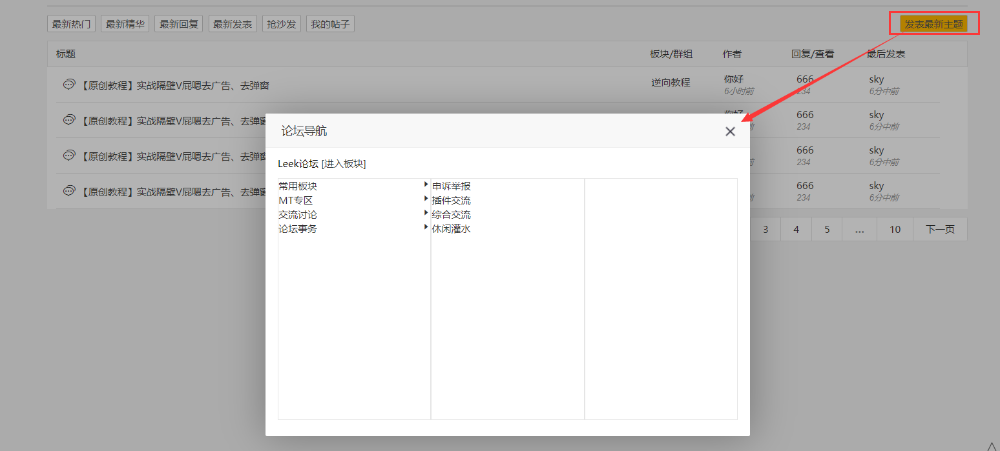 最新热门 最新精华 最新回复 最新发表 抢沙发 我的帖子 发表最新主题
标题 板块/群组 作者 回复/查看 最后发表
【原创教程】实战隔壁V屁嗯去广告、去弹窗 逆向教程 你好 666 sky
6小时前 234 6分中前
【原创教程】实战隔壁V屁嗯去广告、去弹窗 你好 666 sky
前 234 6分中前
【原创教程】实战隔壁V屁嗯去广告、去弹窗 666 sky
前 234 6分中前
【原创教程】实战隔壁V屁嗯去广告、去弹窗 666 sky
前 234 6分中前
3 4 5 ... 10 下一页
论坛导航
Leek论坛 [进入板块]
常用板块 申诉举报
MT专区 插件交流
交流讨论 综合交流
论坛事务 休闲灌水